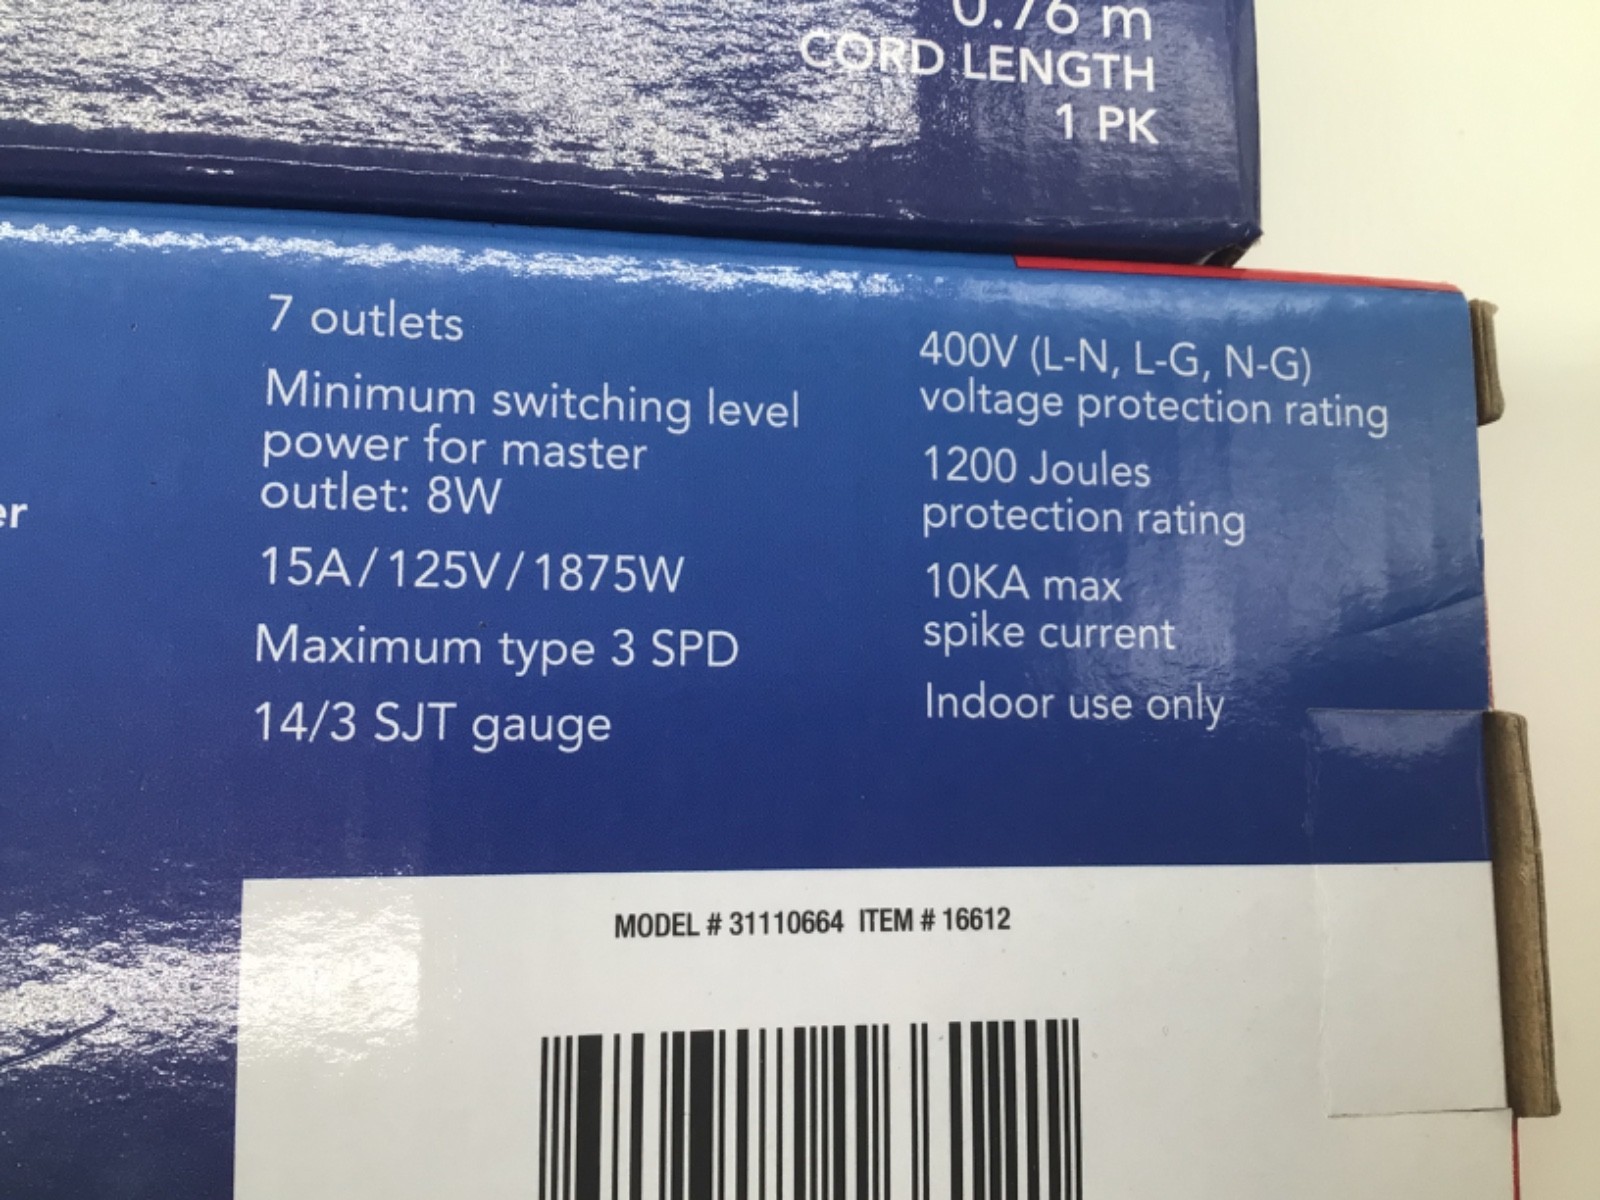 0.76 m
CORD LENGTH
1 PK
er
7 outlets
Minimum switching level
power for master
outlet: 8W
15A/125V/1875W
Maximum type 3 SPD
14/3 SJT gauge
400V (L-N, L-G, N-G)
voltage protection rating
1200 Joules
protection rating
10KA max
spike current
Indoor use only
MODEL # 31110664 ITEM # 16612